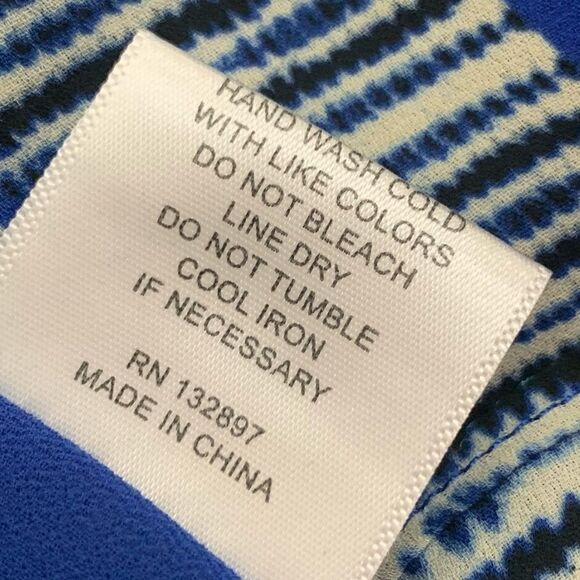 HAND WASH COLD
WITH LIKE COLORS
DO NOT BLEACH
LINE DRY
DO NOT TUMBLE
COOL IRON
IF NECESSARY
RN 132897
MADE IN CHINA